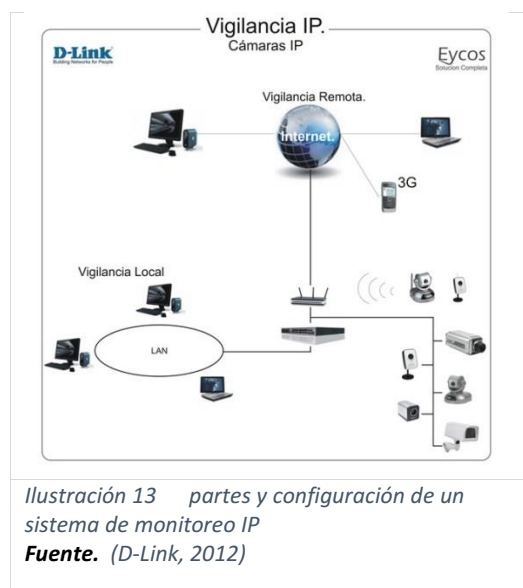 Vigilancia IP.
Cámaras IP
D-Link
Building Networks for People
Eycos
Solucion Completa
Vigilancia Remota.
Internet.
3G
Vigilancia Local
LAN
Ilustración 13 partes y configuración de un
sistema de monitoreo IP
Fuente. (D-Link, 2012)